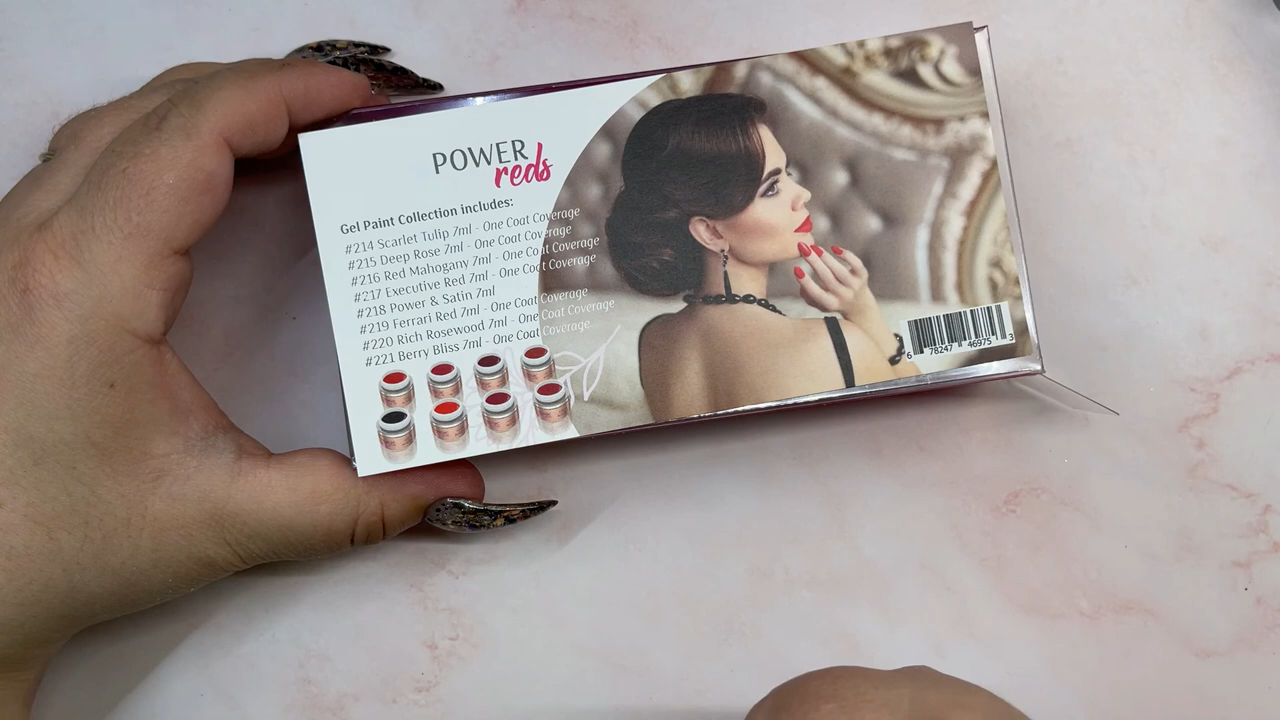 POWER
reds
Gel Paint Collection includes:
#214 Scarlet Tulip 7ml - One Coat Coverage
#215 Deep Rose 7ml - One Coat Coverage
#216 Red Mahogany 7ml - One Coat Coverage
#217 Executive Red 7ml - One Coat Coverage
#218 Power & Satin 7ml
#219 Ferrari Red 7ml - One Coat Coverage
#220 Rich Rosewood 7ml - One Coat Coverage
#221 Berry Bliss 7ml - One Coat Coverage
6 78247 46975 3